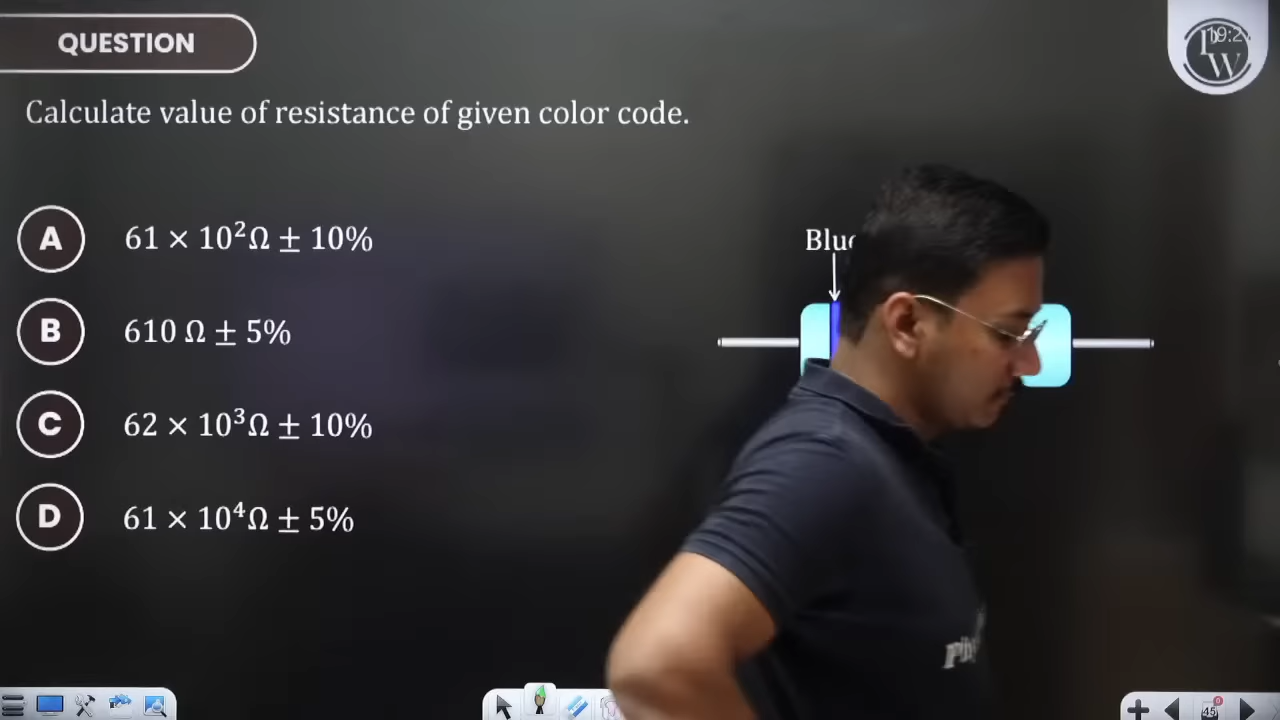 QUESTION
Calculate value of resistance of given color code.
A 61 × 10²Ω ± 10%
B 610 Ω ± 5%
C 62 × 10³Ω ± 10%
D 61 × 10⁴Ω ± 5%
W
45